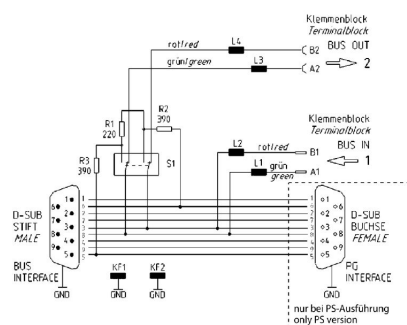 Klemmenblock
Terminalblock
BUS OUT
2
rot/red
L4
B2
grün/green
L3
A2
R1
220
R2
390
R3
390
S1
Klemmenblock
Terminalblock
BUS IN
1
L2
rot/red
B1
L1
grün
green
A1
D-SUB
STIFT
MALE
BUS
INTERFACE
1
6
2
7
3
8
4
9
5
1
6
2
7
3
8
4
9
5
D-SUB
BUCHSE
FEMALE
PG
INTERFACE
KF1
KF2
GND
GND
GND
GND
nur bei PS-Ausführung
only PS version